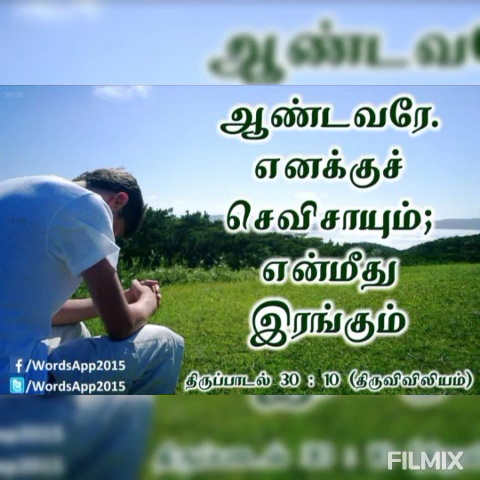 ஆண்டவரே.
எனக்குச்
செவிசாயும்;
என்மீது
இரங்கும்
திருப்பாடல் 30 : 10 (திருவிவிலியம்)
f /WordsApp2015
/WordsApp2015
FILMIX